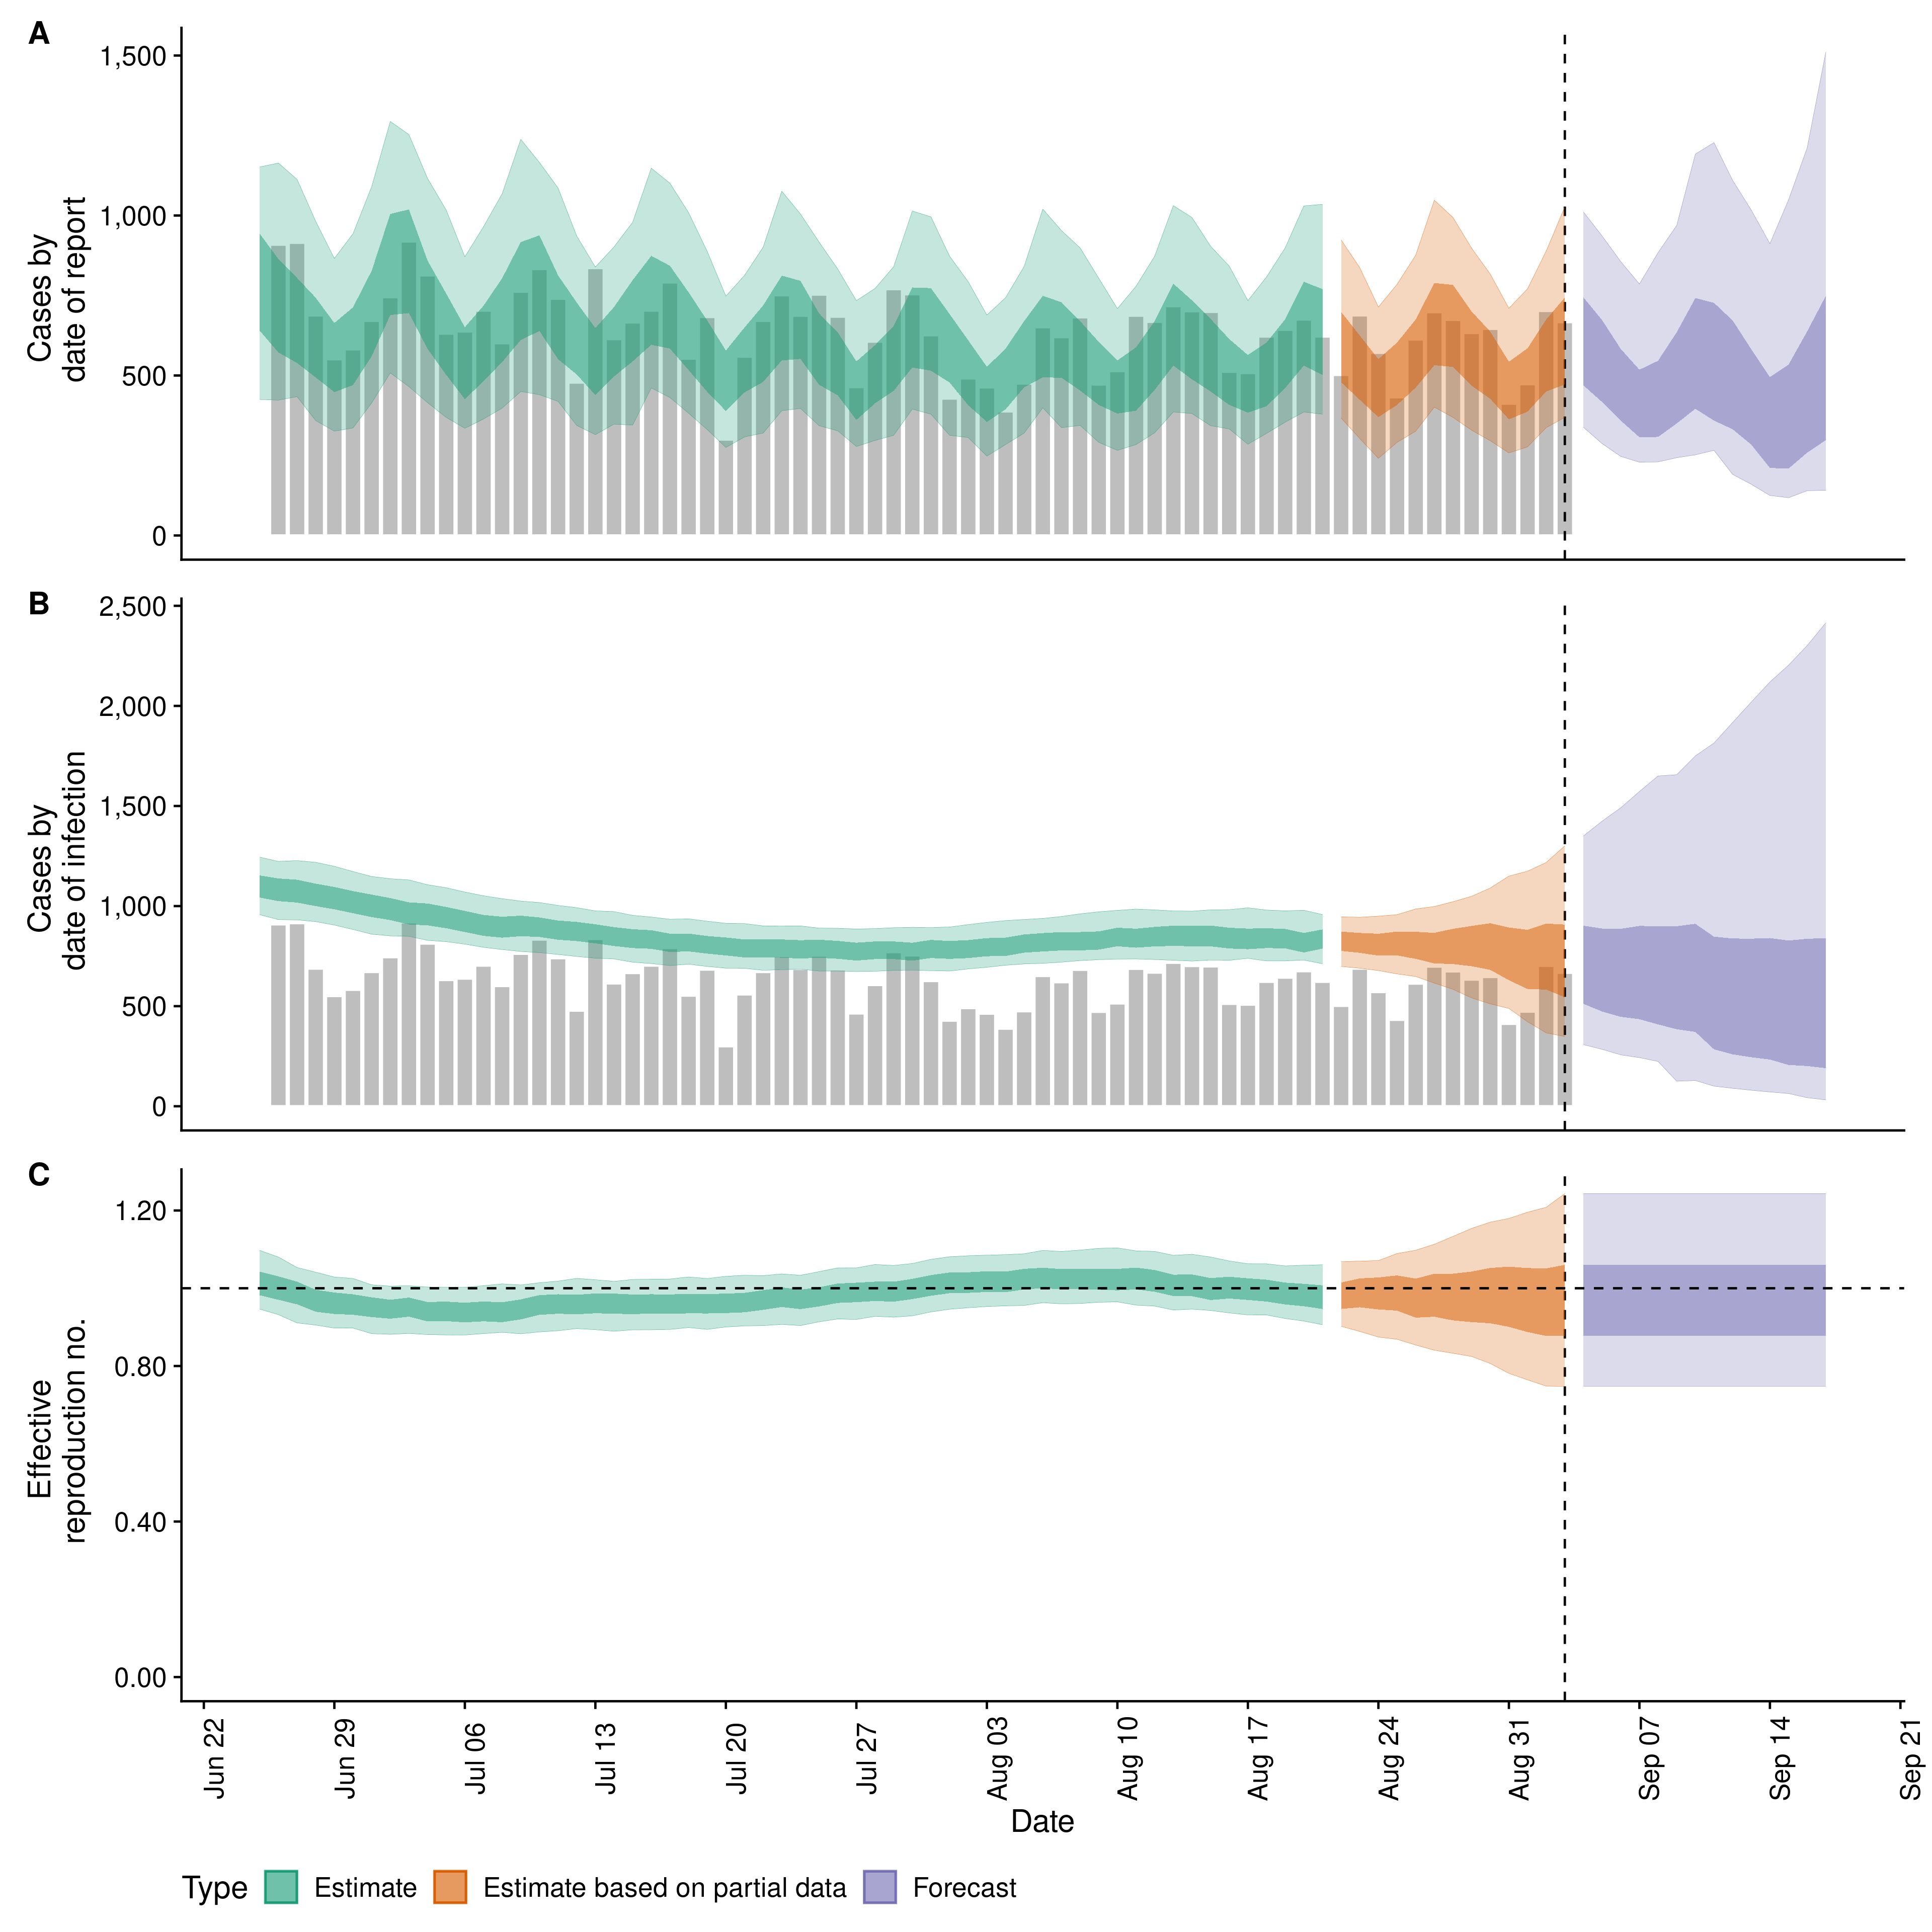 A
1,500
1,000
500
0
Cases by
date of report
B
2,500
2,000
1,500
1,000
500
0
Cases by
date of infection
C
1.20
0.80
0.40
0.00
Effective
reproduction no.
Jun 22
Jun 29
Jul 06
Jul 13
Jul 20
Jul 27
Aug 03
Aug 10
Aug 17
Aug 24
Aug 31
Sep 07
Sep 14
Sep 21
Date
Type Estimate Estimate based on partial data Forecast